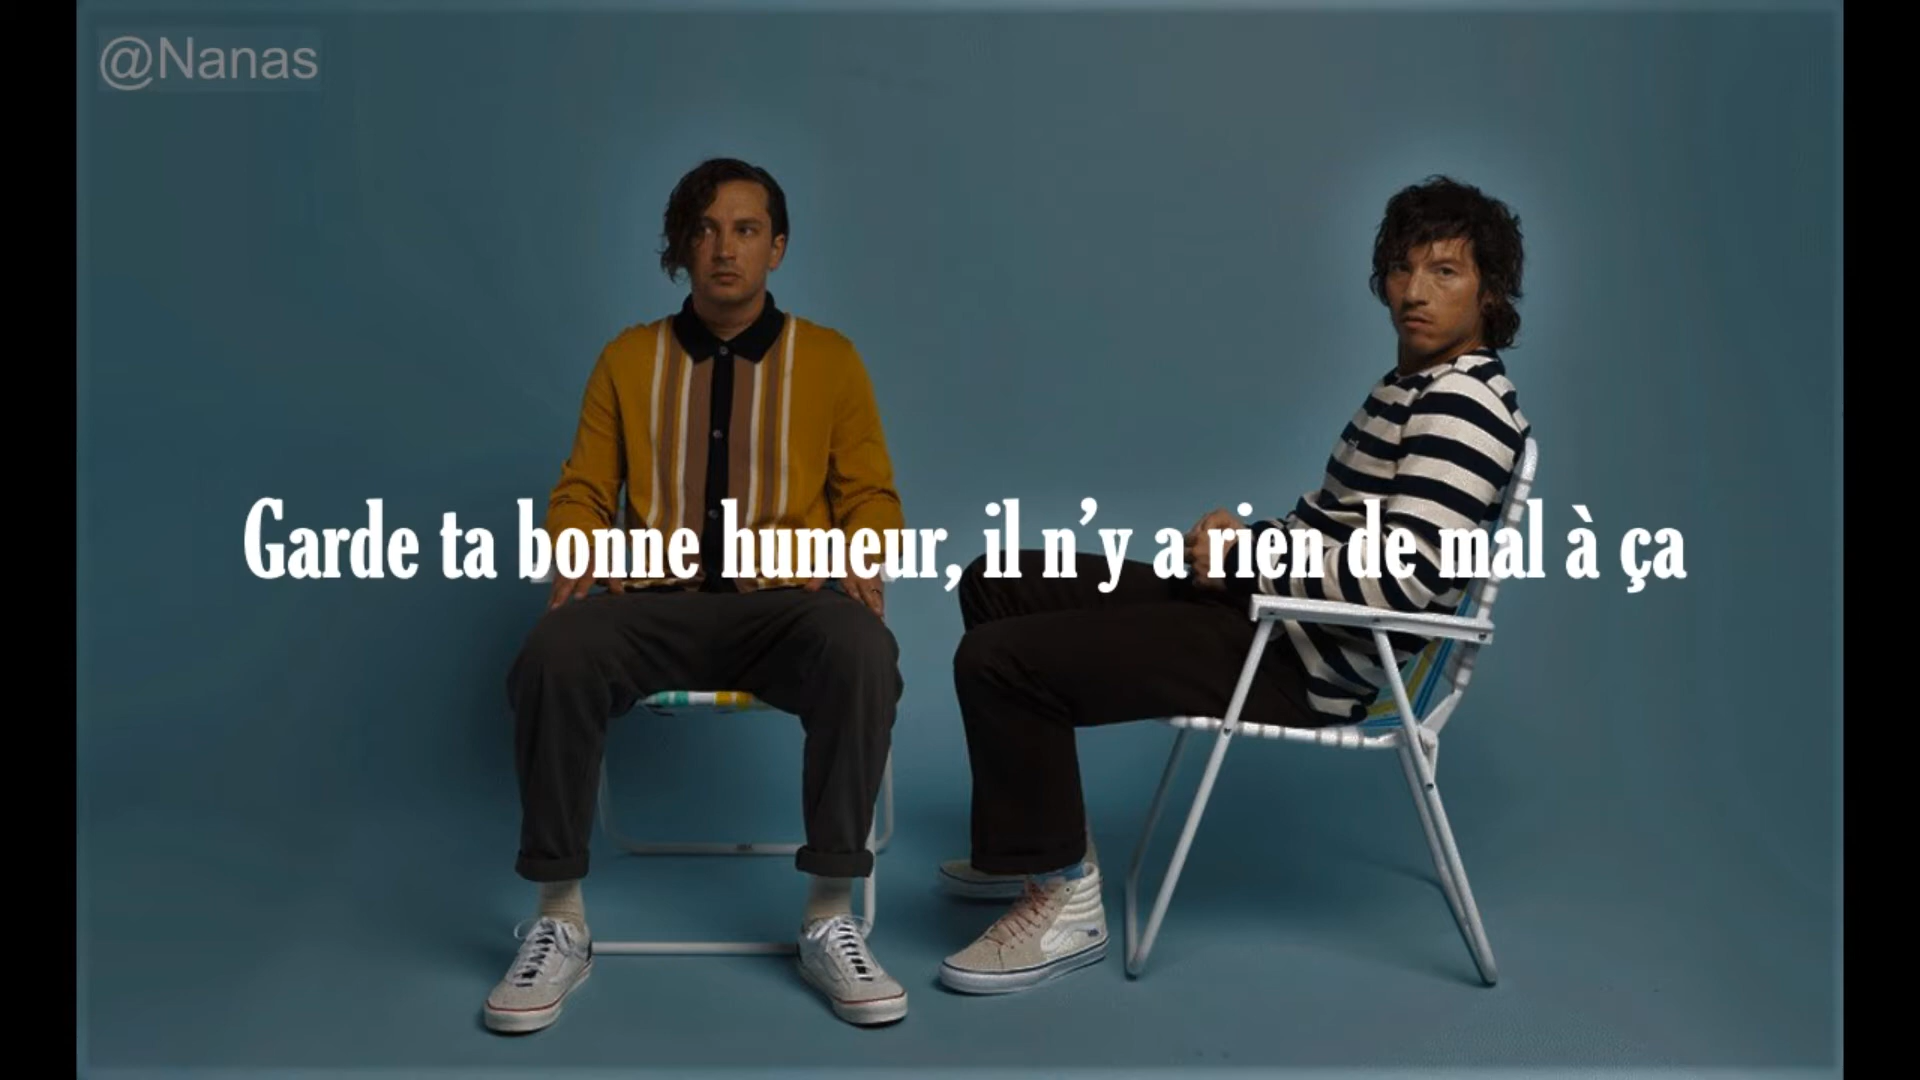 @Nanas
Garde ta bonne humeur, il n’y a rien de mal à ça